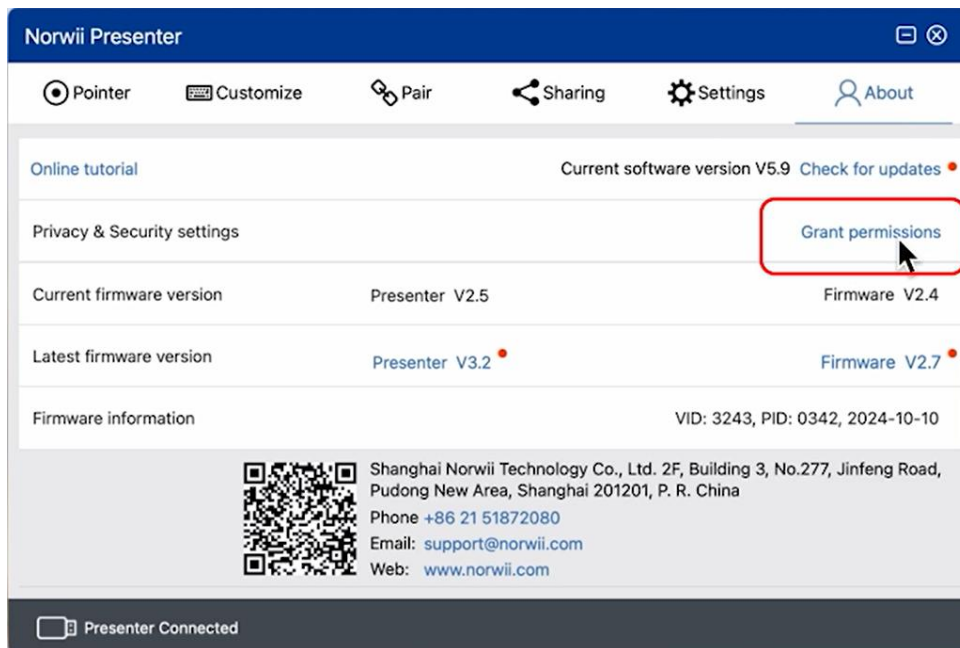 Norwii Presenter
Pointer Customize Pair Sharing Settings About
Online tutorial Current software version V5.9 Check for updates
Privacy & Security settings Grant permissions
Current firmware version Presenter V2.5 Firmware V2.4
Latest firmware version Presenter V3.2 Firmware V2.7
Firmware information VID: 3243, PID: 0342, 2024-10-10
Shanghai Norwii Technology Co., Ltd. 2F, Building 3, No.277, Jinfeng Road,
Pudong New Area, Shanghai 201201, P. R. China
Phone +86 21 51872080
Email: support@norwii.com
Web: www.norwii.com
Presenter Connected